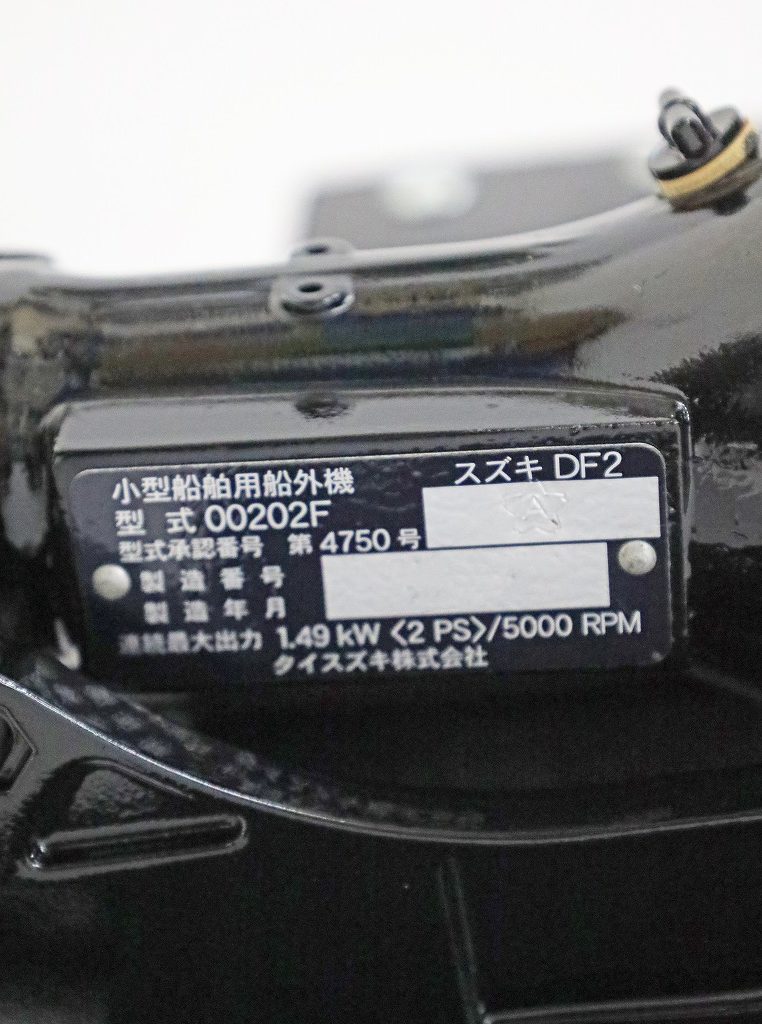 小型船舶用船外機 スズキ DF2
型 式 00202F
A
型式承認番号 第 4750 号
製造番号
製造年月
連続最大出力 1.49 kW〈2 PS〉/5000 RPM
タイスズキ株式会社